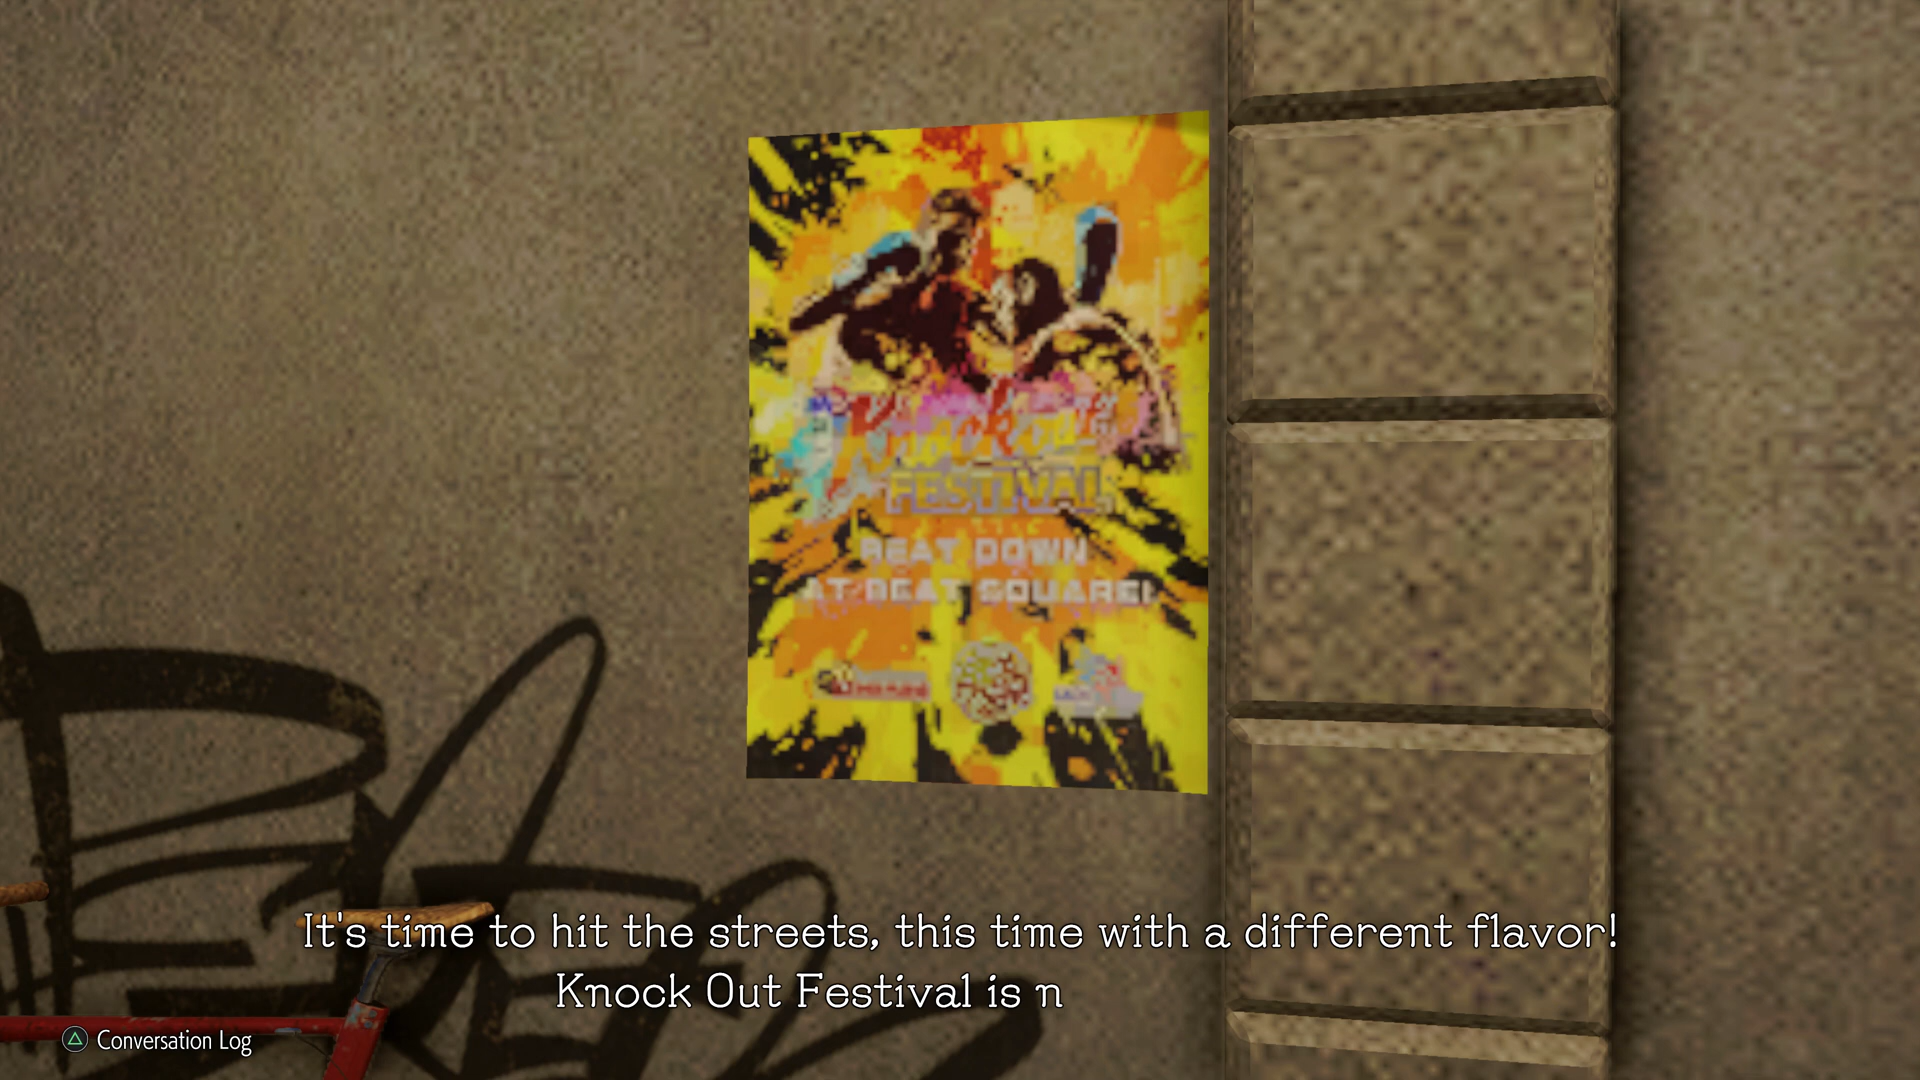 FESTIVAL
BEAT DOWN
AT BEAT SQUARE!
It's time to hit the streets, this time with a different flavor!
Knock Out Festival is n
Conversation Log